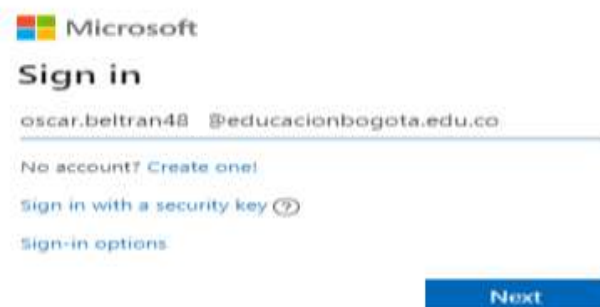 Microsoft
Sign in
oscar.beltran48 @educacionbogota.edu.co
No account? Create one!
Sign in with a security key
Sign-in options
Next